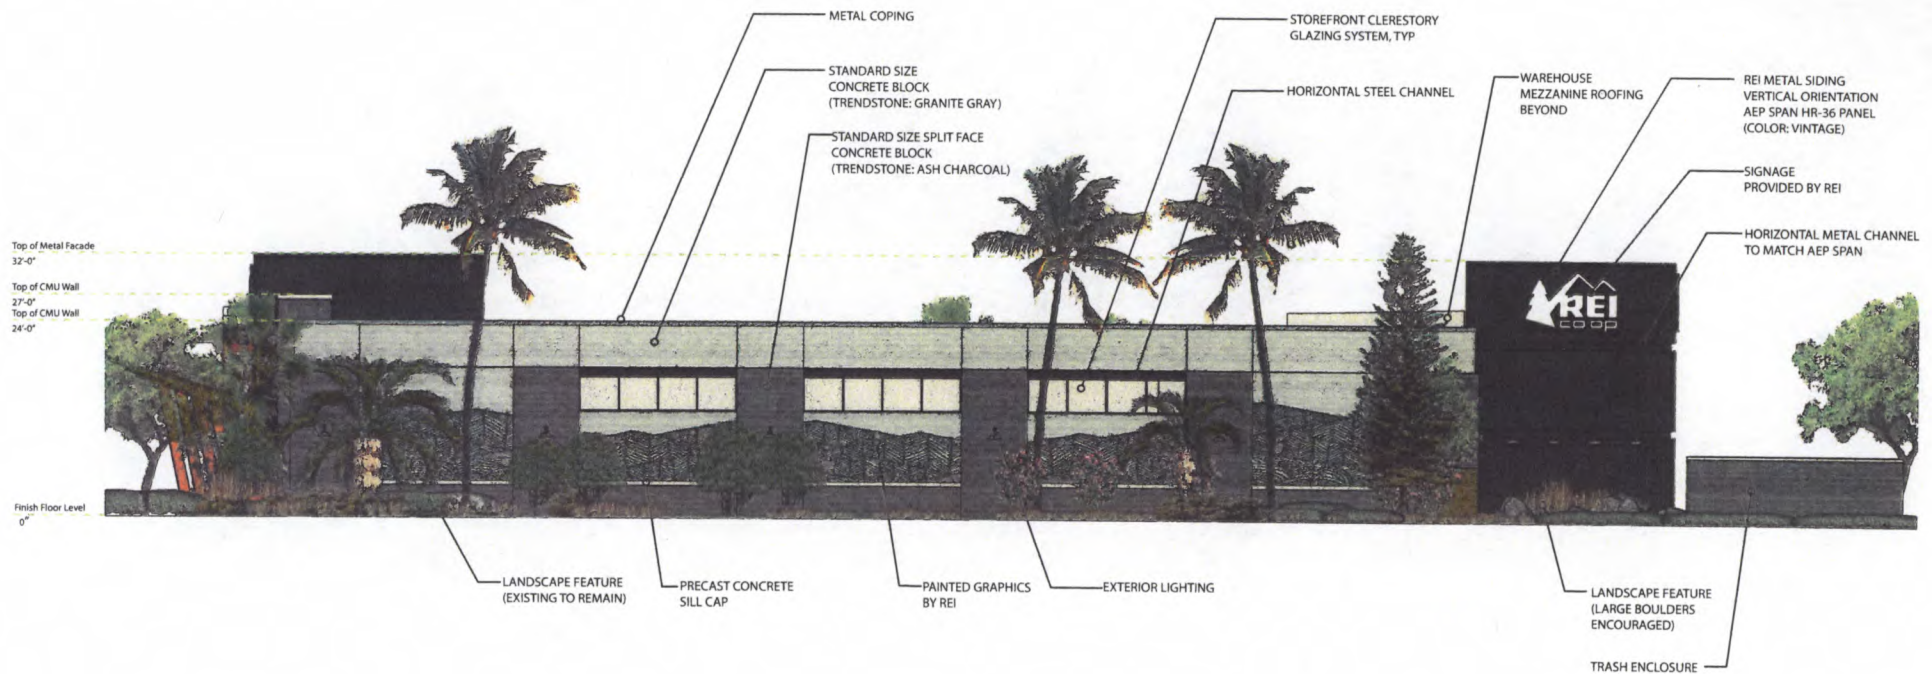 METAL COPING
STANDARD SIZE
CONCRETE BLOCK
(TRENDSTONE: GRANITE GRAY)
STANDARD SIZE SPLIT FACE
CONCRETE BLOCK
(TRENDSTONE: ASH CHARCOAL)
STOREFRONT CLERESTORY
GLAZING SYSTEM, TYP
HORIZONTAL STEEL CHANNEL
WAREHOUSE
MEZZANINE ROOFING
BEYOND
REI METAL SIDING
VERTICAL ORIENTATION
AEP SPAN HR-36 PANEL
(COLOR: VINTAGE)
SIGNAGE
PROVIDED BY REI
HORIZONTAL METAL CHANNEL
TO MATCH AEP SPAN
Top of Metal Facade
32'-0"
Top of CMU Wall
27'-0"
Top of CMU Wall
24'-0"
REI
co op
Finish Floor Level
0"
LANDSCAPE FEATURE
(EXISTING TO REMAIN)
PRECAST CONCRETE
SILL CAP
PAINTED GRAPHICS
BY REI
EXTERIOR LIGHTING
LANDSCAPE FEATURE
(LARGE BOULDERS
ENCOURAGED)
TRASH ENCLOSURE